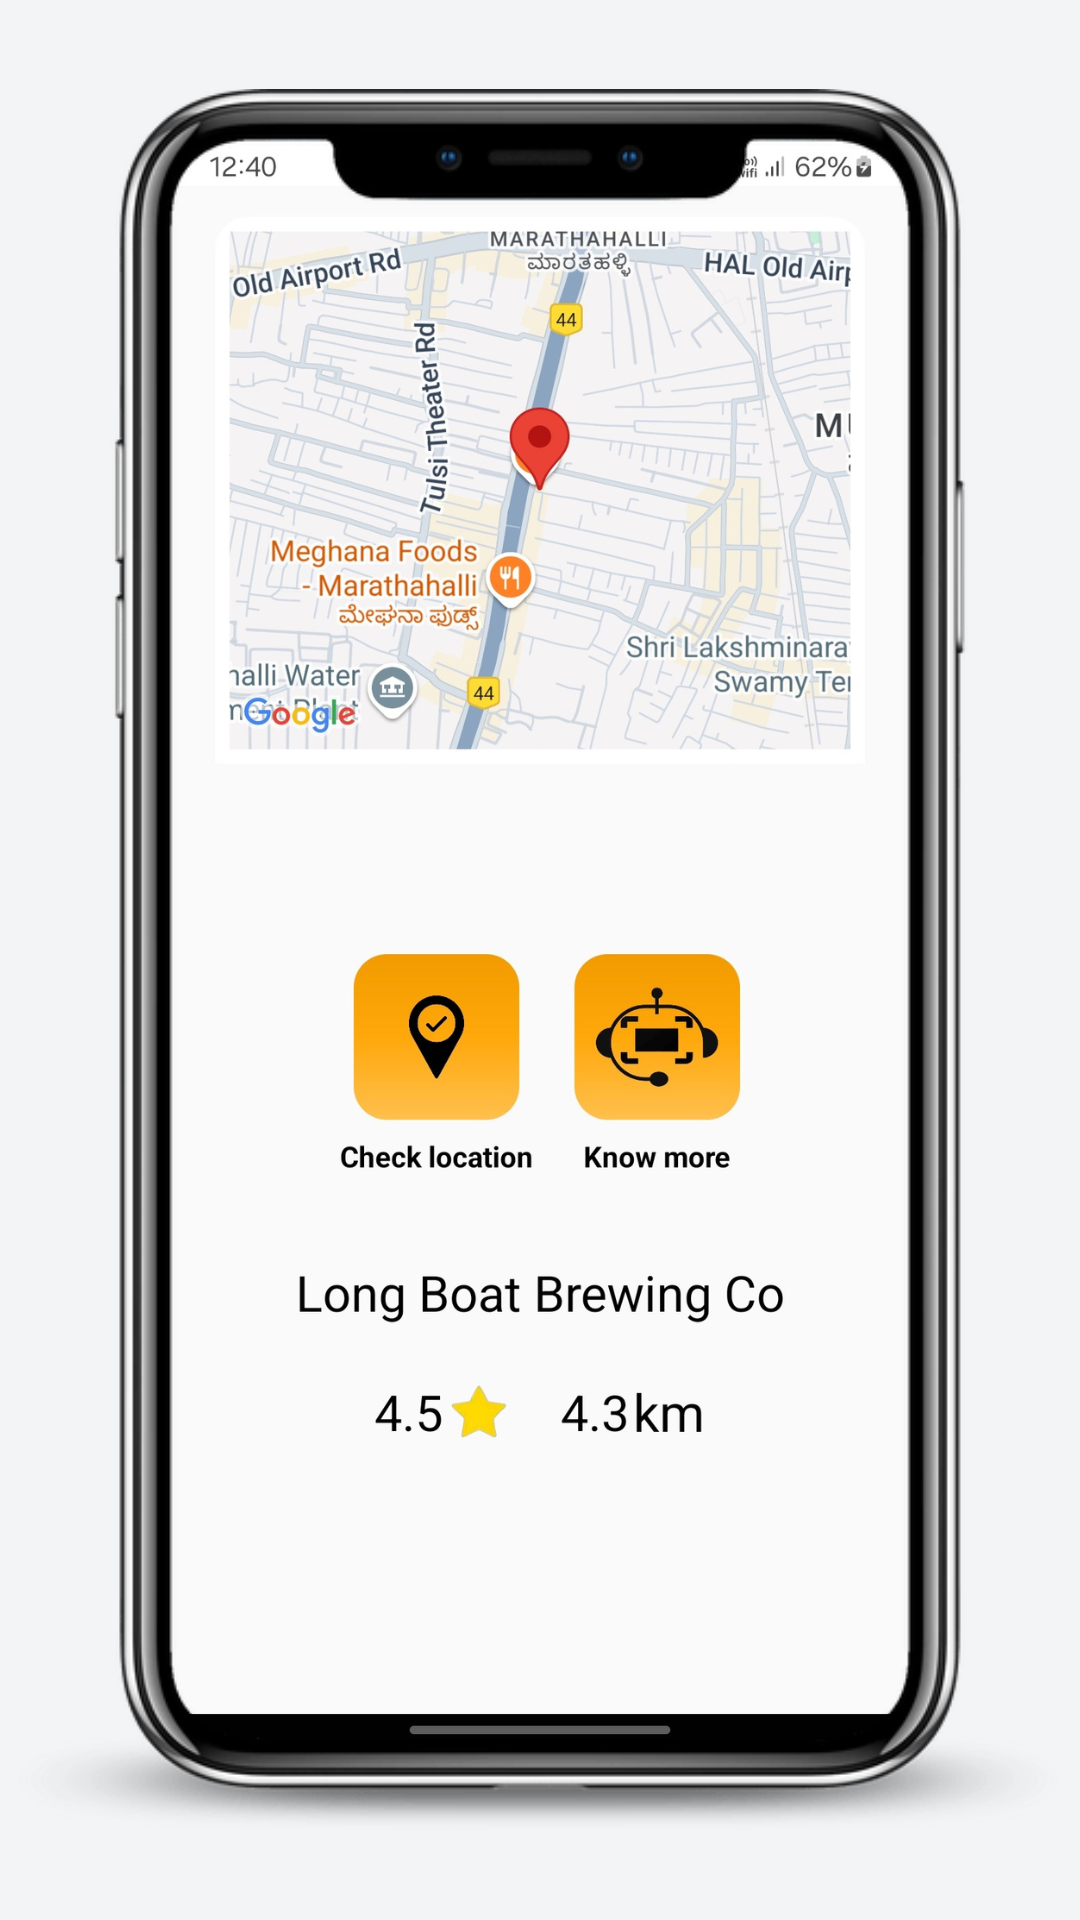 12:40
62%
MARATHAHALLI
ಮಾರತಹಳ್ಳಿ
Old Airport Rd
HAL Old Airp
44
Tulsi Theater Rd
Meghana Foods
- Marathahalli
ಮೇಘನಾ ಫುಡ್ಸ್
Shri Lakshminara
Swamy Te
halli Water
44
Google
Check location
Know more
Long Boat Brewing Co
4.5
4.3km